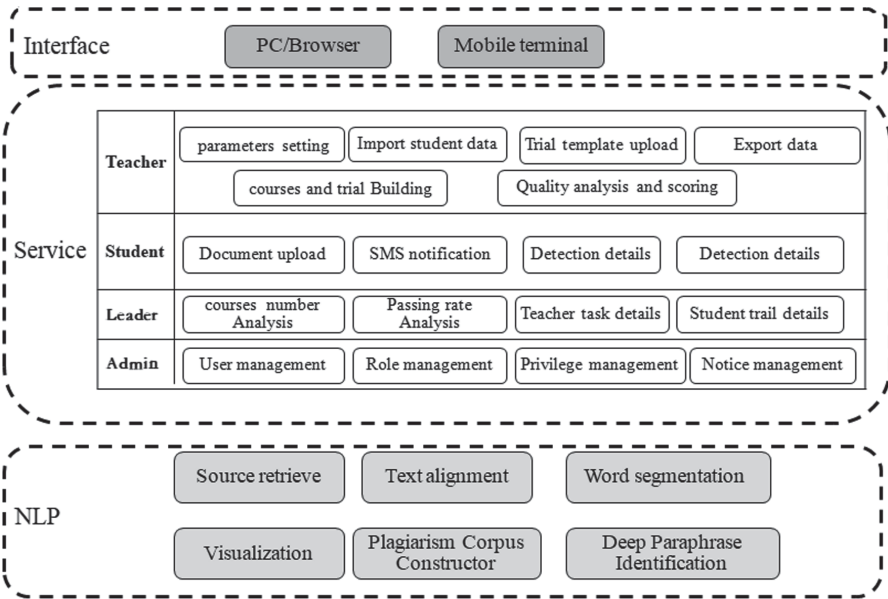 Interface
PC/Browser
Mobile terminal
Service
Teacher
parameters setting
Import student data
Trial template upload
Export data
courses and trial Building
Quality analysis and scoring
Student
Document upload
SMS notification
Detection details
Detection details
Leader
courses number
Analysis
Passing rate
Analysis
Teacher task details
Student trail details
Admin
User management
Role management
Privilege management
Notice management
NLP
Source retrieve
Text alignment
Word segmentation
Visualization
Plagiarism Corpus
Constructor
Deep Paraphrase
Identification